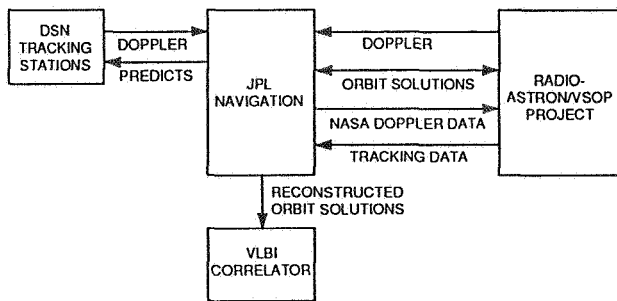 DSN
TRACKING
STATIONS
DOPPLER
PREDICTS
JPL
NAVIGATION
DOPPLER
ORBIT SOLUTIONS
NASA DOPPLER DATA
TRACKING DATA
RADIO-
ASTRON/VSOP
PROJECT
RECONSTRUCTED
ORBIT SOLUTIONS
VLBI
CORRELATOR